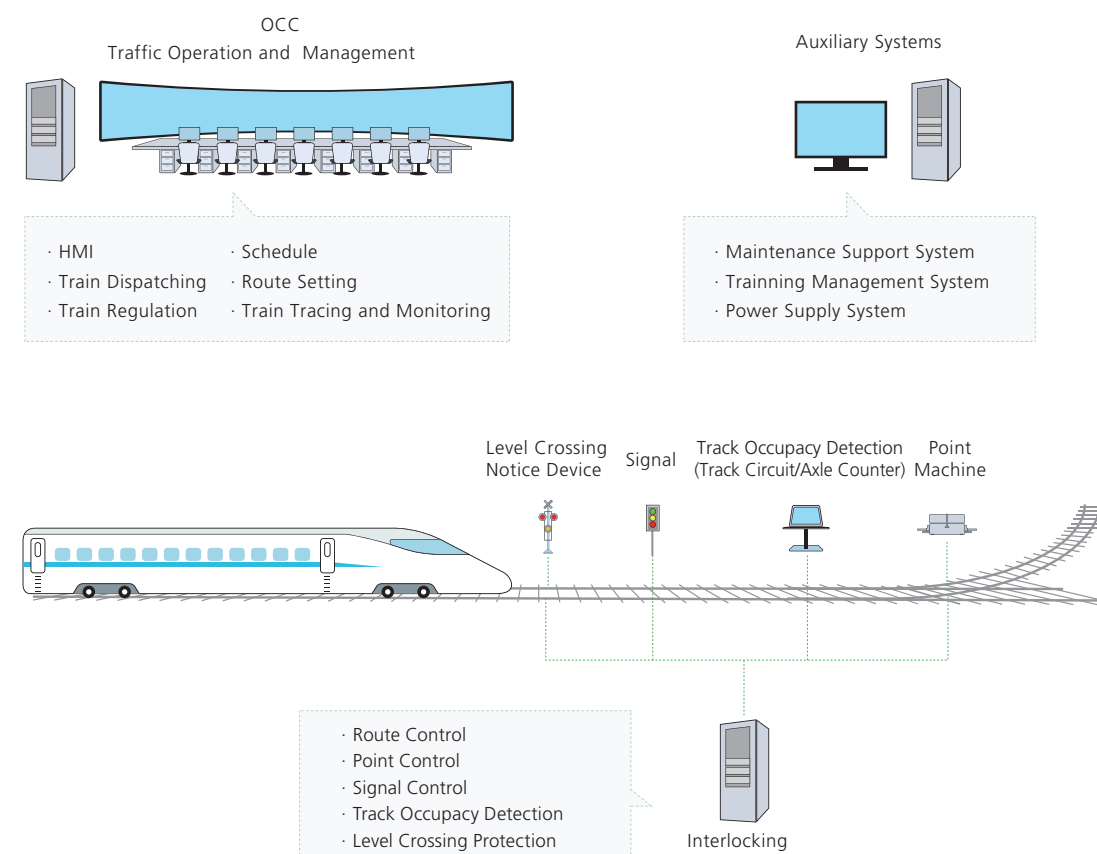 OCC
Traffic Operation and Management
Auxiliary Systems
· HMI
· Train Dispatching
· Train Regulation
· Schedule
· Route Setting
· Train Tracing and Monitoring
· Maintenance Support System
· Trainning Management System
· Power Supply System
Level Crossing
Notice Device
Signal
Track Occupancy Detection
(Track Circuit/Axle Counter)
Point
Machine
· Route Control
· Point Control
· Signal Control
· Track Occupancy Detection
· Level Crossing Protection
Interlocking